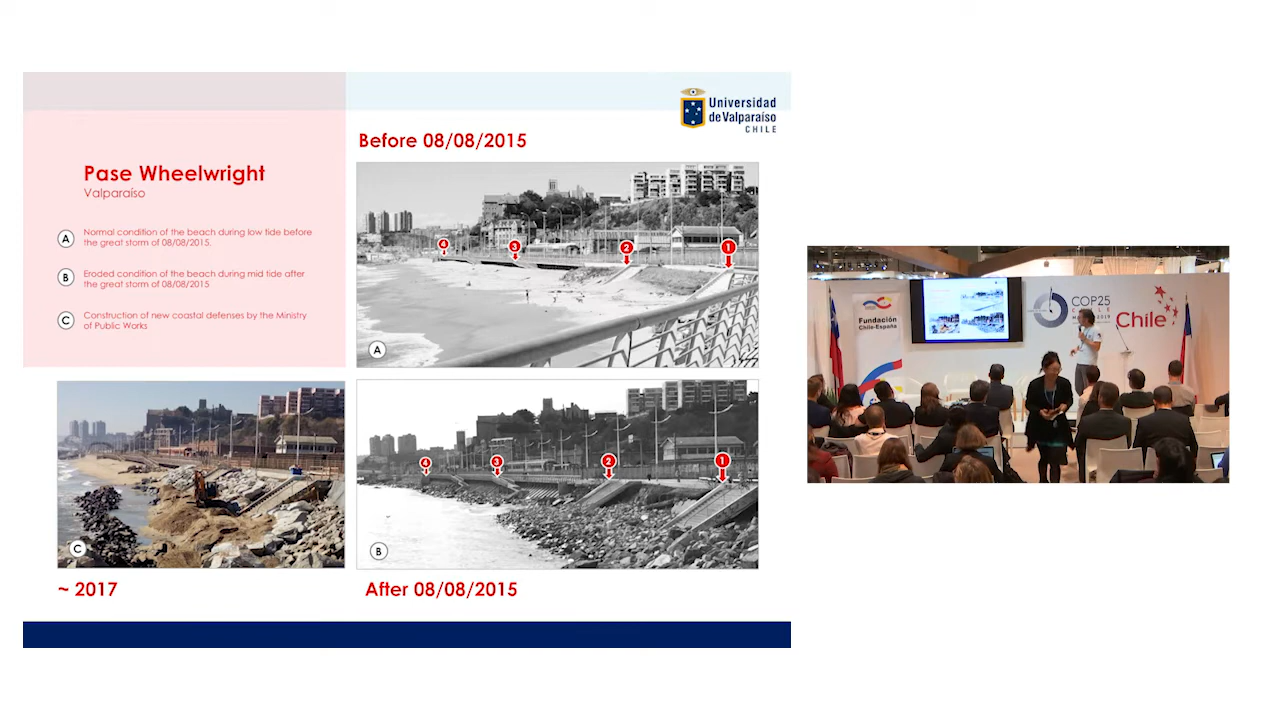 Universidad
de Valparaíso
CHILE
Before 08/08/2015
Pase Wheelwright
Valparaíso
A
Normal condition of the beach during low tide before
the great storm of 08/08/2015.
B
Eroded condition of the beach during mid tide after
the great storm of 08/08/2015
C
Construction of new coastal defenses by the Ministry
of Public Works
4
3
2
1
A
4
3
2
1
B
C
~ 2017
After 08/08/2015
Fundación
Chile-España
COP25
CHILE
Chile